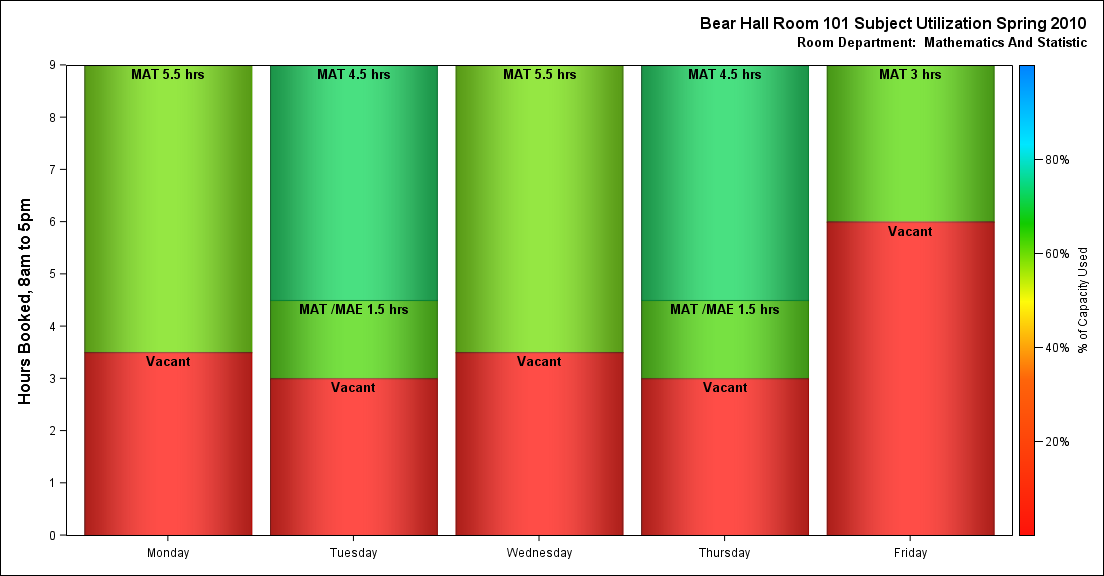 Bear Hall Room 101 Subject Utilization Spring 2010
Room Department:  Mathematics And Statistic
Hours Booked, 8am to 5pm
9
8
7
6
5
4
3
2
1
0
MAT 5.5 hrs
Vacant
MAT 4.5 hrs
MAT /MAE 1.5 hrs
Vacant
MAT 5.5 hrs
Vacant
MAT 4.5 hrs
MAT /MAE 1.5 hrs
Vacant
MAT 3 hrs
Vacant
Monday
Tuesday
Wednesday
Thursday
Friday
80%
60%
40%
20%
% of Capacity Used